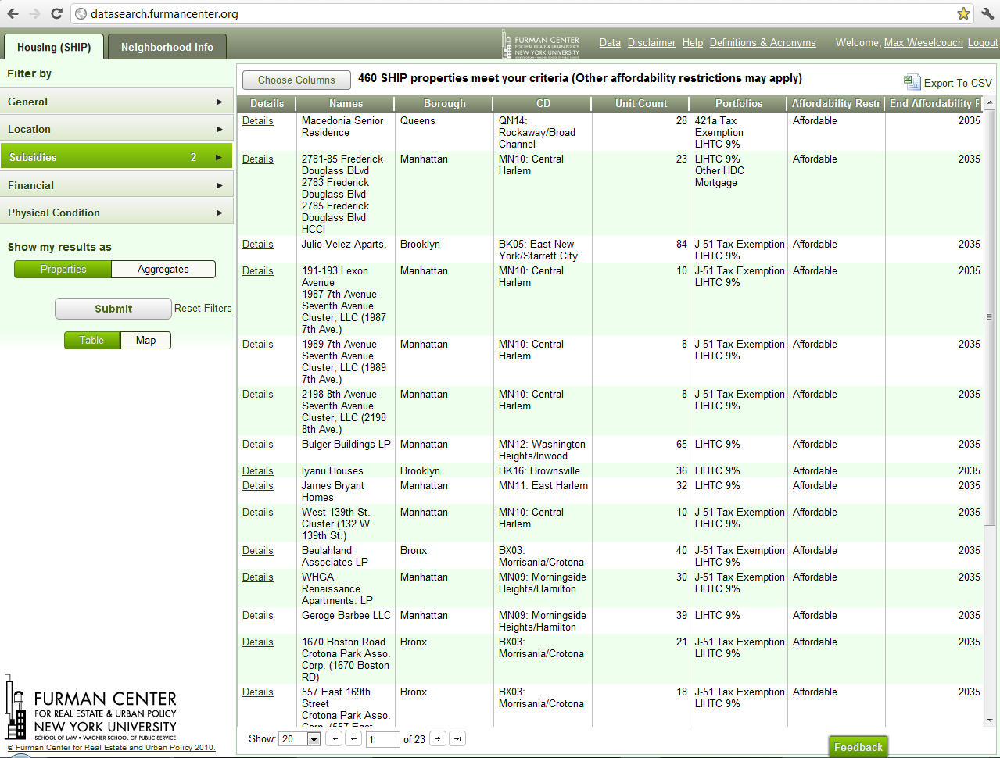 datasearch.furmancenter.org
Housing (SHIP)
Neighborhood Info
FURMAN CENTER
FOR REAL ESTATE & URBAN POLICY
NEW YORK UNIVERSITY
SCHOOL OF LAW • WAGNER SCHOOL OF PUBLIC SERVICE
Data Disclaimer Help Definitions & Acronyms
Welcome, Max Weselcouch Logout
Filter by
General
Location
Subsidies 2
Financial
Physical Condition
Show my results as
Properties Aggregates
Submit Reset Filters
Table Map
Choose Columns 460 SHIP properties meet your criteria (Other affordability restrictions may apply) Export To CSV
Details Names Borough CD Unit Count Portfolios Affordability Restr End Affordability F
Details Macedonia Senior Queens QN14: 28 421a Tax Affordable 2035
Residence Rockaway/Broad Exemption
Channel LIHTC 9%
Details 2781-85 Frederick Manhattan MN10: Central 23 LIHTC 9% Affordable 2035
Douglass BLvd Harlem Other HDC
2783 Frederick Mortgage
Douglass Blvd
2785 Frederick
Douglass Blvd
HCCI
Details Julio Velez Aparts. Brooklyn BK05: East New 84 J-51 Tax Exemption Affordable 2035
York/Starrett City LIHTC 9%
Details 191-193 Lexon Manhattan MN10: Central 10 J-51 Tax Exemption Affordable 2035
Avenue Harlem LIHTC 9%
1987 7th Avenue
Seventh Avenue
Cluster, LLC (1987
7th Ave.)
Details 1989 7th Avenue Manhattan MN10: Central 8 J-51 Tax Exemption Affordable 2035
Seventh Avenue Harlem LIHTC 9%
Cluster, LLC (1989
7th Ave.)
Details 2198 8th Avenue Manhattan MN10: Central 8 J-51 Tax Exemption Affordable 2035
Seventh Avenue Harlem LIHTC 9%
Cluster, LLC (2198
8th Ave.)
Details Bulger Buildings LP Manhattan MN12: Washington 65 LIHTC 9% Affordable 2035
Heights/Inwood
Details Iyanu Houses Brooklyn BK16: Brownsville 36 LIHTC 9% Affordable 2035
Details James Bryant Manhattan MN11: East Harlem 32 LIHTC 9% Affordable 2035
Homes
Details West 139th St. Manhattan MN10: Central 10 J-51 Tax Exemption Affordable 2035
Cluster (132 W Harlem LIHTC 9%
139th St.)
Details Beulahland Bronx BX03: 40 J-51 Tax Exemption Affordable 2035
Associates LP Morrisania/Crotona LIHTC 9%
Details WHGA Manhattan MN09: Morningside 30 J-51 Tax Exemption Affordable 2035
Renaissance Heights/Hamilton LIHTC 9%
Apartments. LP
Details Geroge Barbee LLC Manhattan MN09: Morningside 39 LIHTC 9% Affordable 2035
Heights/Hamilton
Details 1670 Boston Road Bronx BX03: 21 J-51 Tax Exemption Affordable 2035
Crotona Park Asso. Morrisania/Crotona LIHTC 9%
Corp. (1670 Boston
RD)
Details 557 East 169th Bronx BX03: 18 J-51 Tax Exemption Affordable 2035
Street Morrisania/Crotona LIHTC 9%
Crotona Park Asso.
Corp. (557 East
Show: 20 1 of 23
Feedback
FURMAN CENTER
FOR REAL ESTATE & URBAN POLICY
NEW YORK UNIVERSITY
SCHOOL OF LAW • WAGNER SCHOOL OF PUBLIC SERVICE
© Furman Center for Real Estate and Urban Policy 2010.